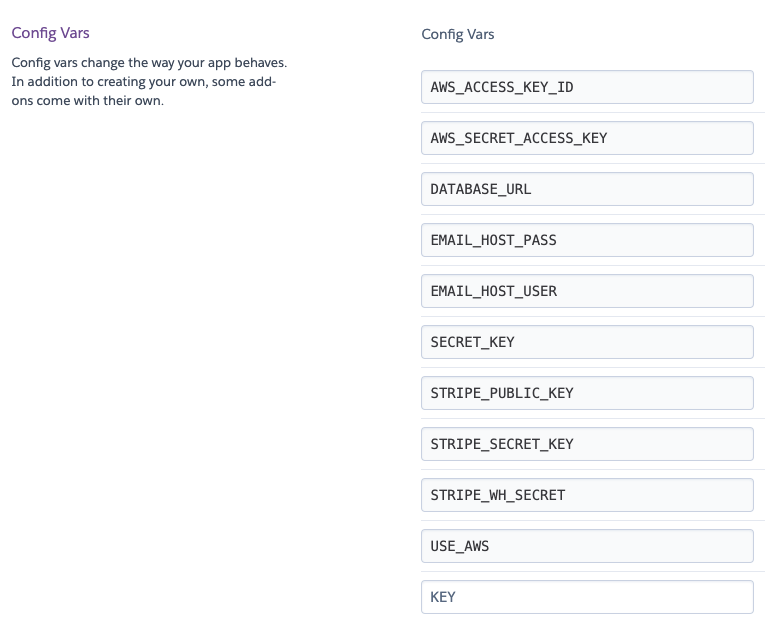 Config Vars
Config vars change the way your app behaves.
In addition to creating your own, some add-
ons come with their own.
Config Vars
AWS_ACCESS_KEY_ID
AWS_SECRET_ACCESS_KEY
DATABASE_URL
EMAIL_HOST_PASS
EMAIL_HOST_USER
SECRET_KEY
STRIPE_PUBLIC_KEY
STRIPE_SECRET_KEY
STRIPE_WH_SECRET
USE_AWS
KEY